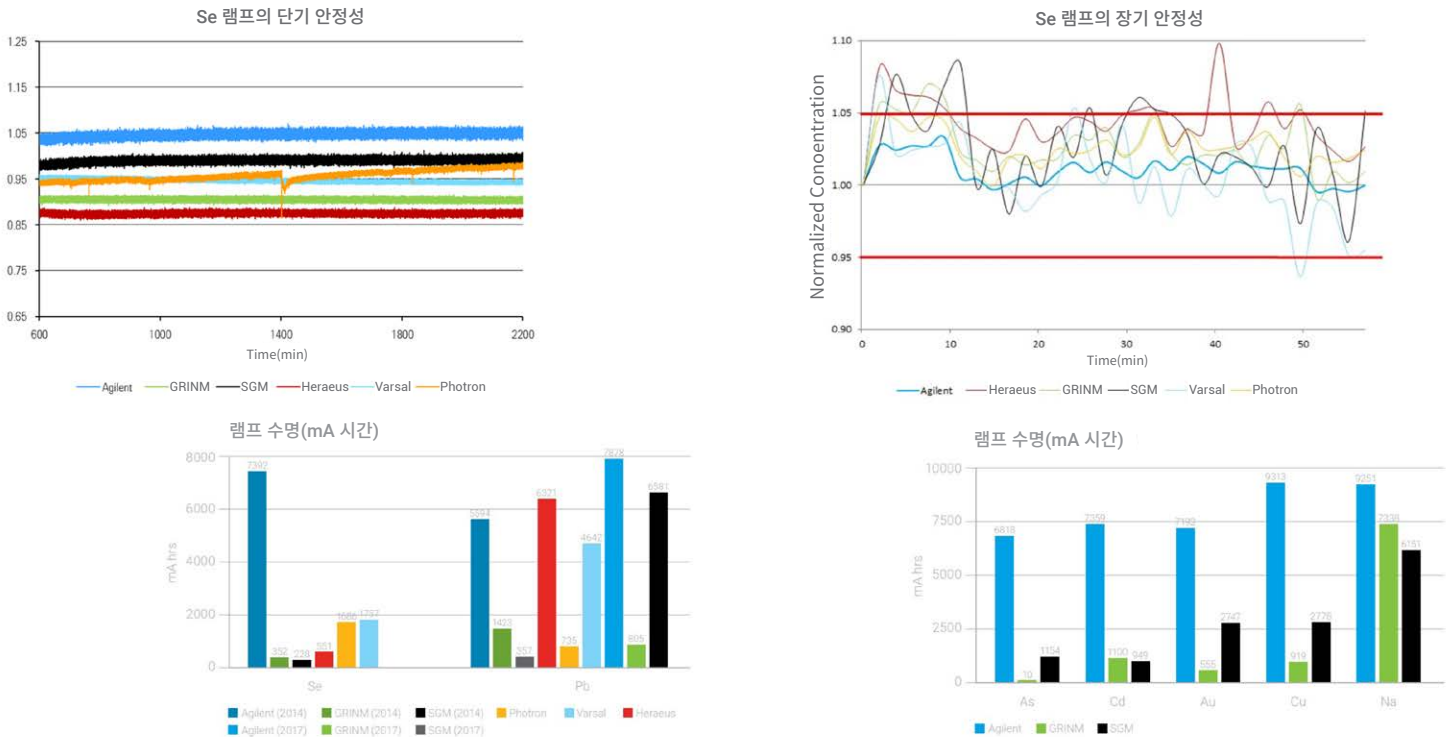 Se 램프의 단기 안정성
1.25
1.15
1.05
0.95
0.85
0.75
0.65
600 1000 1400 1800 2200
Time(min)
Agilent GRINM SGM Heraeus Varsal Photron
Se 램프의 장기 안정성
Normalized Conentration
1.10
1.05
1.00
0.95
0.90
0 10 20 30 40 50
Time(min)
Agilent Heraeus GRINM SGM Varsal Photron
램프 수명(mA 시간)
mA hrs
8000
6000
4000
2000
0
7392 352 228 551 1757
5594 1423 357 6321 735 4642 7878 805 6581
Se Pb
Agilent (2014) GRINM (2014) SGM (2014) Photron Varsal Heraeus
Agilent (2017) GRINM (2017) SGM (2017)
램프 수명(mA 시간)
mA hrs
10000
7500
5000
2500
0
6818 10 1154
7359 1100 949
7192 555 2747
9313 919 2776
9251 7338 6151
As Cd Au Cu Na
Agilent GRINM SGM